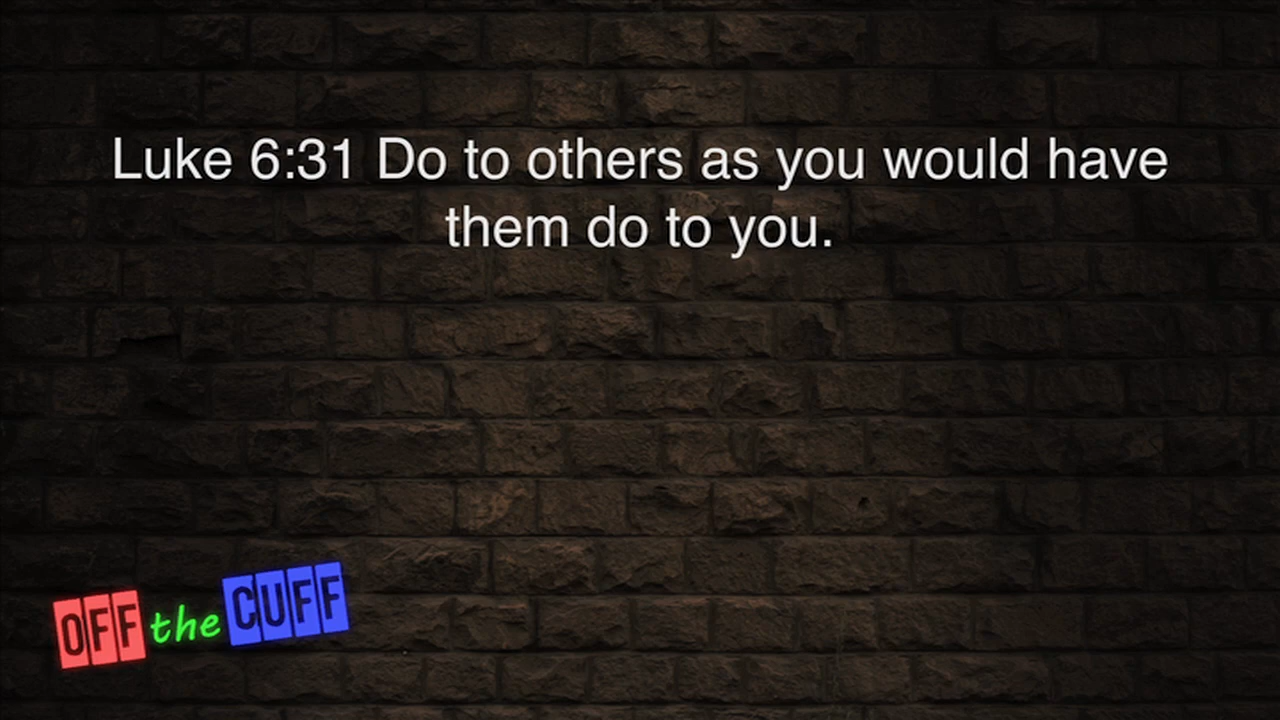 Luke 6:31 Do to others as you would have
them do to you.
OFF the CUFF